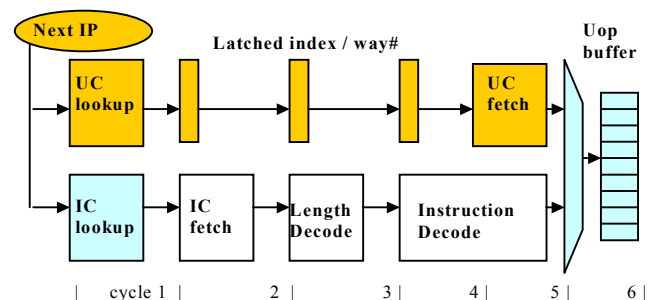 Next IP
Latched index / way#
Uop
buffer
UC
lookup
UC
fetch
IC
lookup
IC
fetch
Length
Decode
Instruction
Decode
| cycle 1 | 2 | 3 | 4 | 5 | 6 |